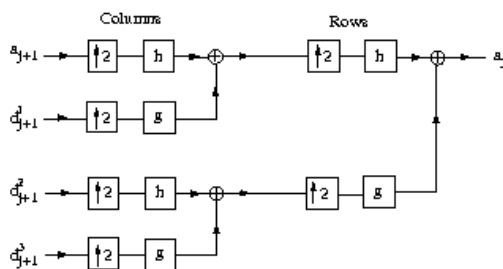 Columns Rows
a_{j+1} ↑2 h ↑2 h a_j
d^1_{j+1} ↑2 g
d^2_{j+1} ↑2 h ↑2 g
d^3_{j+1} ↑2 g